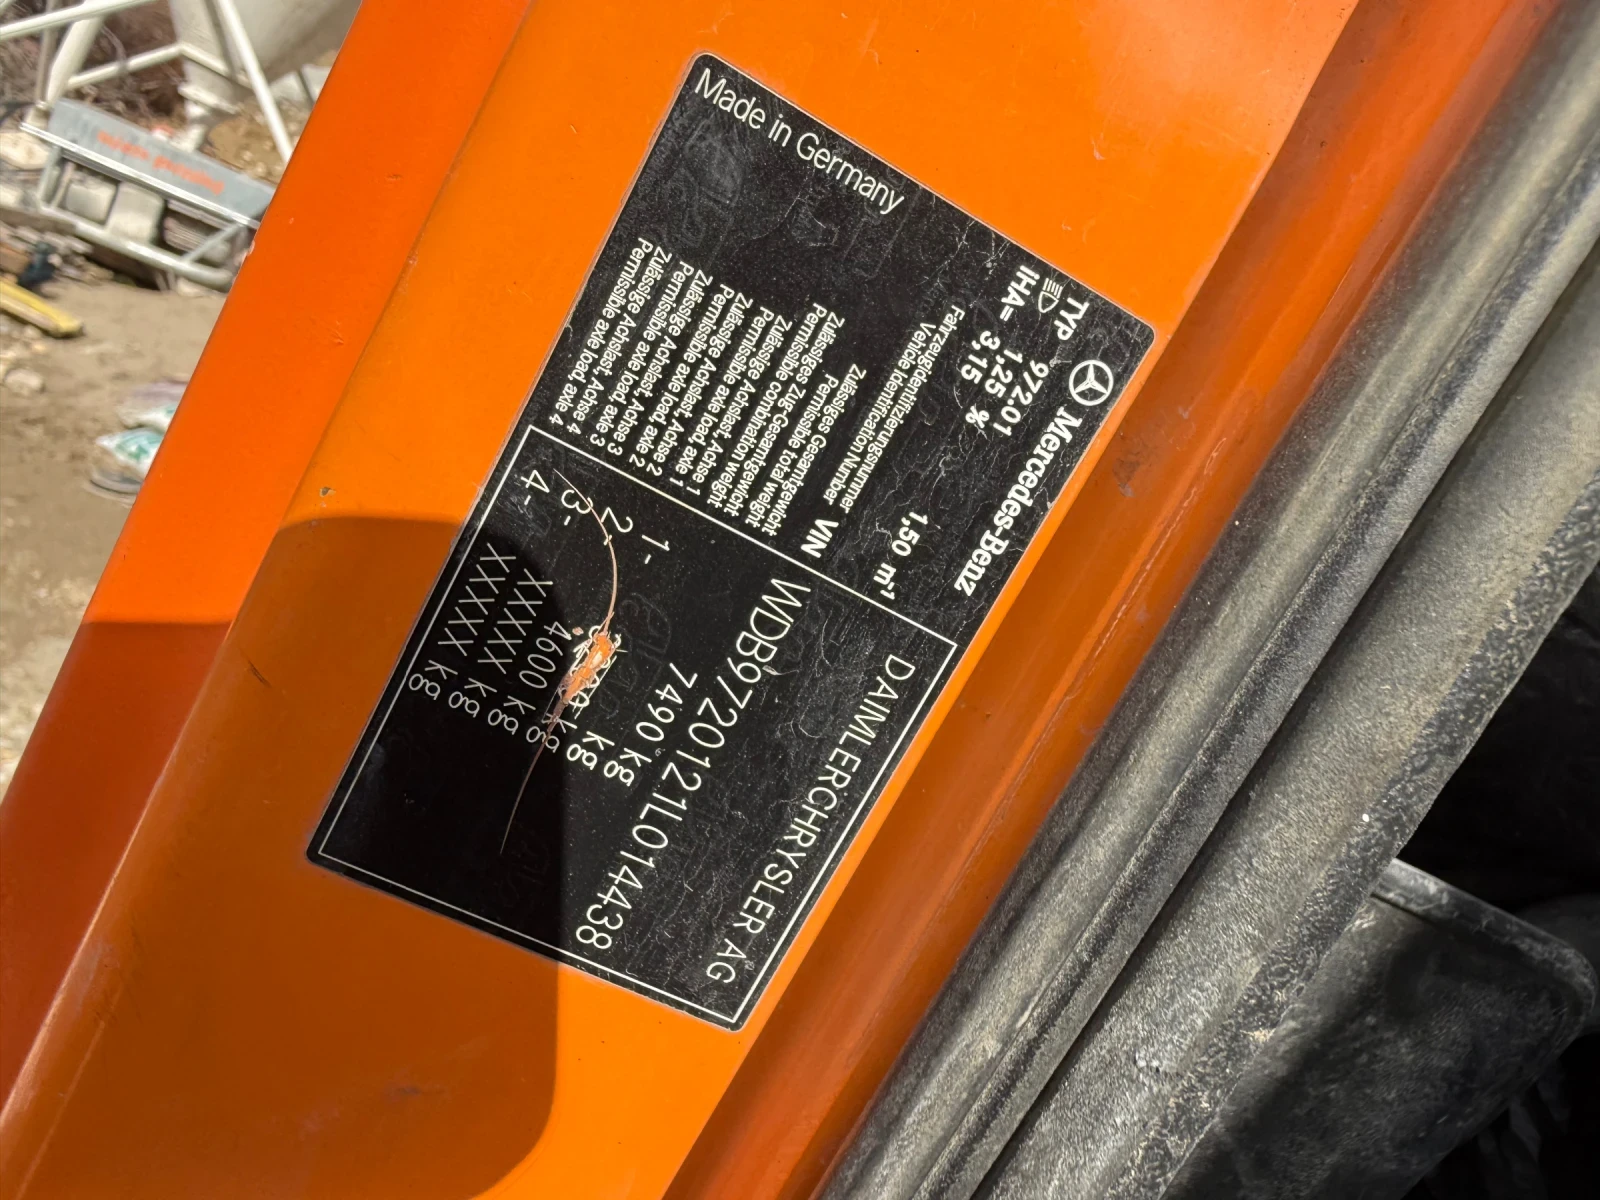 Mercedes-Benz
TYP 972.01
1,25 %
IHA= 3,15 1,50 m-1
DAIMLERCHRYSLER AG
Fahrzeugidentifizierungsnummer
Vehicle Identification Number VIN WDB9720121L014438
Zulässiges Gesamtgewicht
Permissible total weight 7490 kg
Zulässiges Zug-Gesamtgewicht
Permissible combination weight kg
Zulässige Achslast, Achse 1
Permissible axle load, axle 1 1- kg
Zulässige Achslast, Achse 2
Permissible axle load, axle 2 2- 4600 kg
Zulässige Achslast, Achse 3
Permissible axle load, axle 3 3- XXXXX kg
Zulässige Achslast, Achse 4
Permissible axle load, axle 4 4- XXXXX kg
Made in Germany